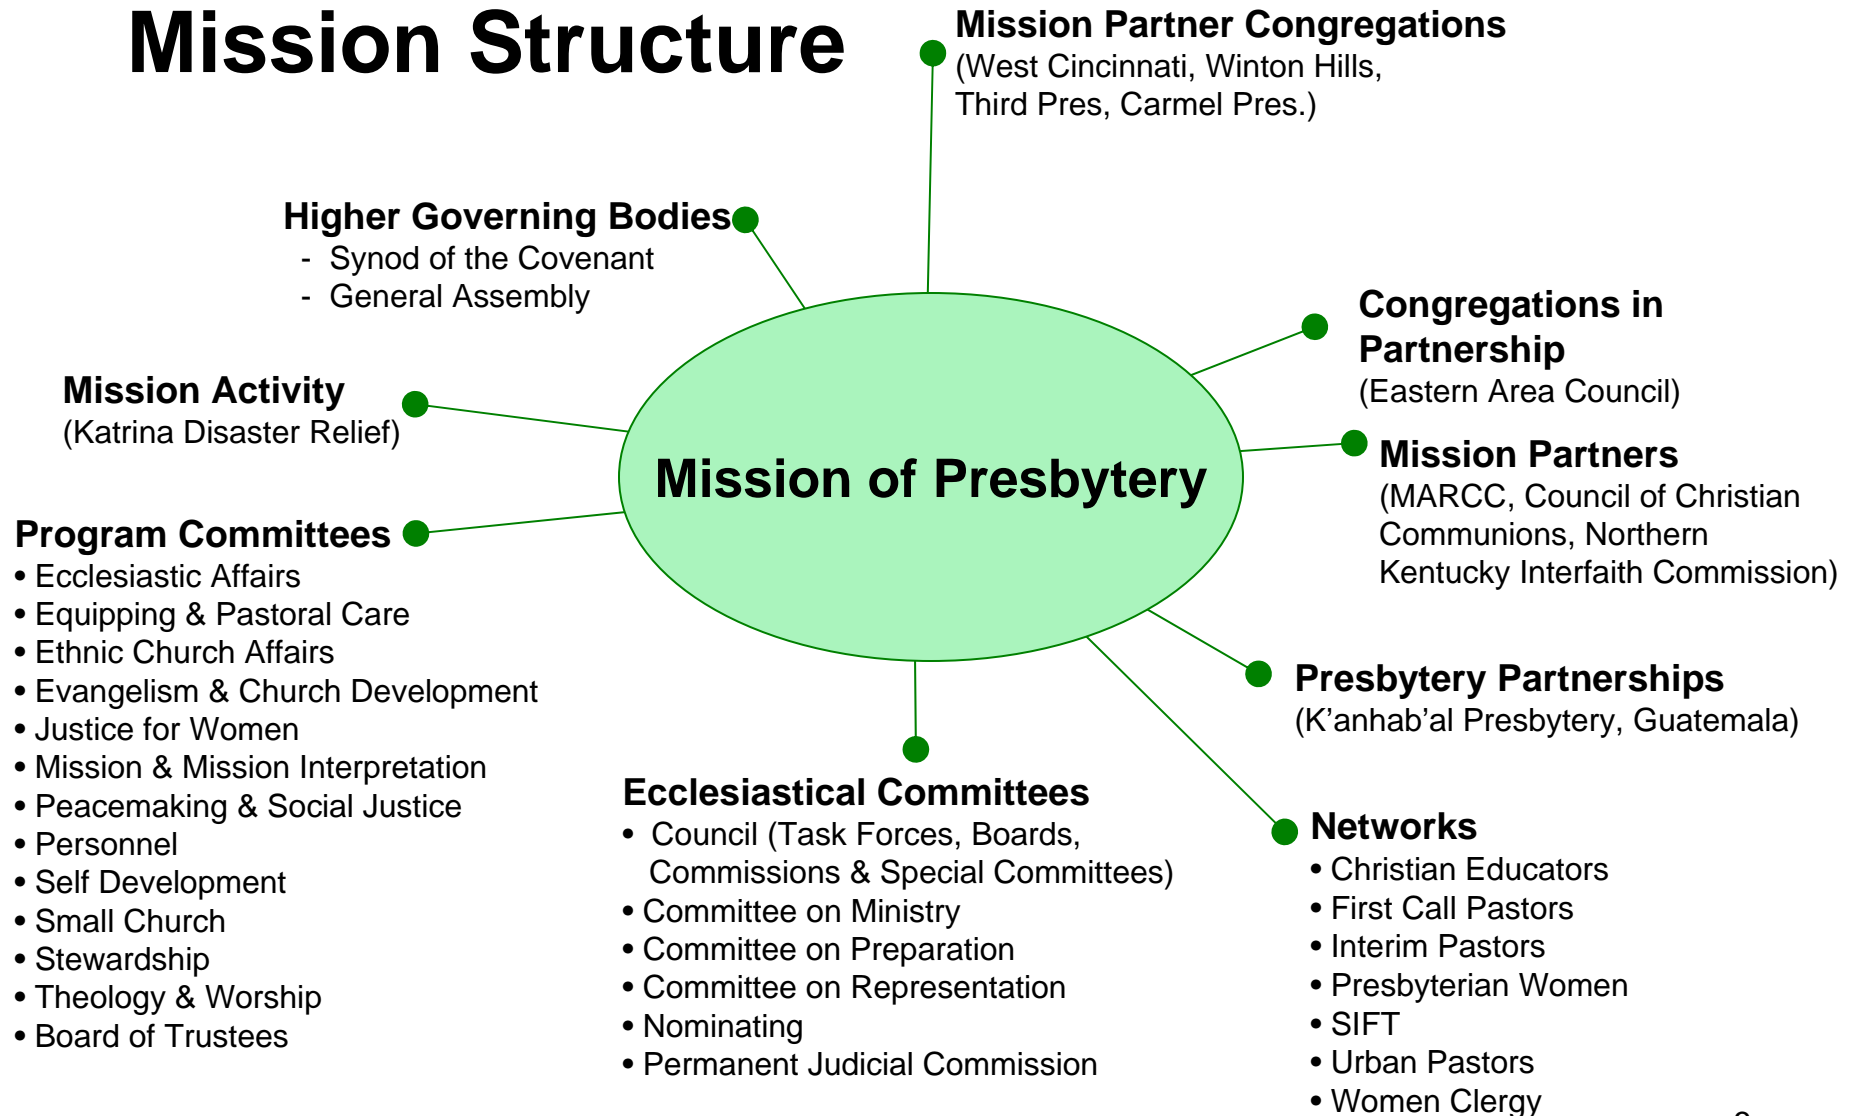 Mission Structure
Mission Partner Congregations
(West Cincinnati, Winton Hills,
Third Pres, Carmel Pres.)
Higher Governing Bodies
- Synod of the Covenant
- General Assembly
Congregations in
Partnership
(Eastern Area Council)
Mission Activity
(Katrina Disaster Relief)
Mission Partners
(MARCC, Council of Christian
Communions, Northern
Kentucky Interfaith Commission)
Mission of Presbytery
Program Committees
• Ecclesiastic Affairs
• Equipping & Pastoral Care
• Ethnic Church Affairs
• Evangelism & Church Development
• Justice for Women
• Mission & Mission Interpretation
• Peacemaking & Social Justice
• Personnel
• Self Development
• Small Church
• Stewardship
• Theology & Worship
• Board of Trustees
Presbytery Partnerships
(K’anhab’al Presbytery, Guatemala)
Ecclesiastical Committees
• Council (Task Forces, Boards,
Commissions & Special Committees)
• Committee on Ministry
• Committee on Preparation
• Committee on Representation
• Nominating
• Permanent Judicial Commission
Networks
• Christian Educators
• First Call Pastors
• Interim Pastors
• Presbyterian Women
• SIFT
• Urban Pastors
• Women Clergy